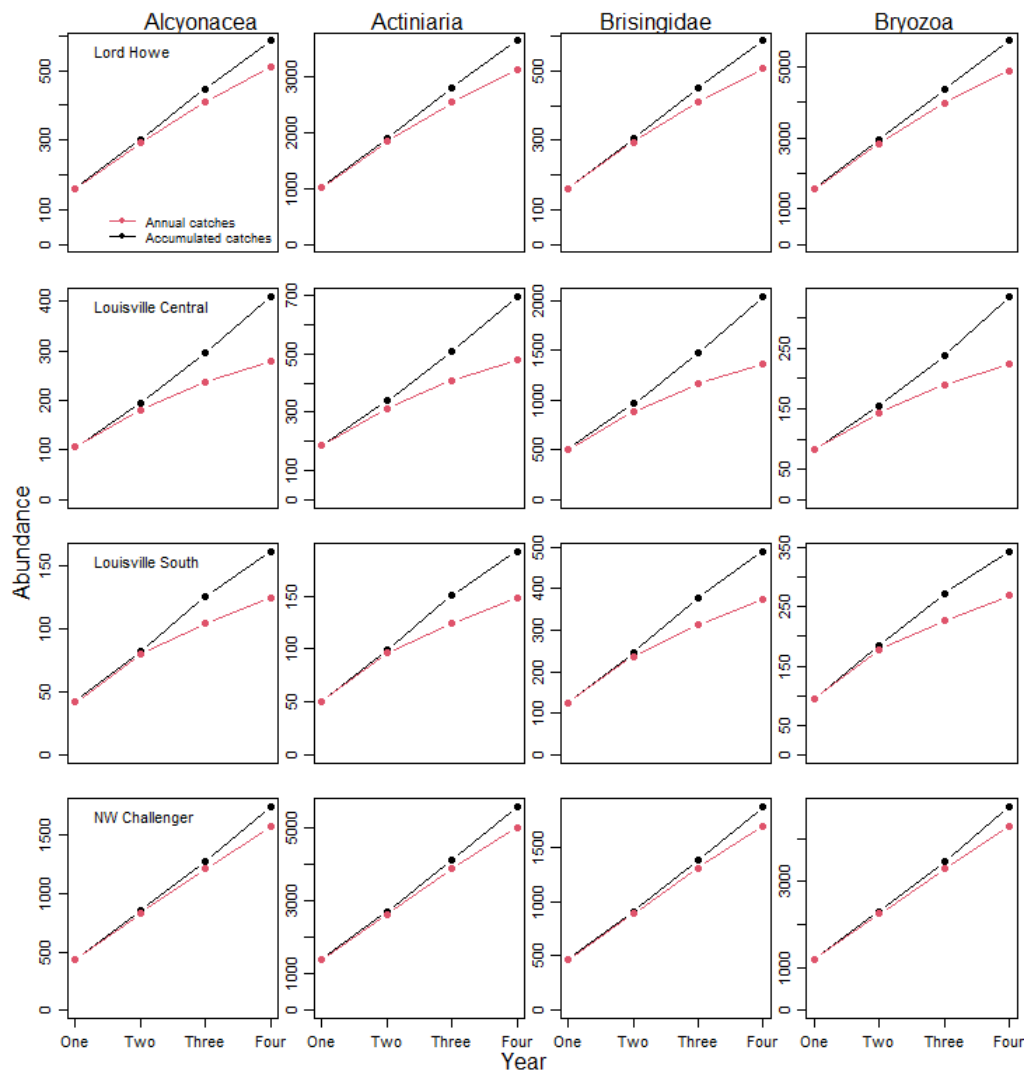 Alcyonacea Actiniaria Brisingidae Bryozoa
Lord Howe
Annual catches
Accumulated catches
0 100 300 500
0 1000 2000 3000
0 100 300 500
0 1000 3000 5000
Louisville Central
0 100 200 300 400
0 100 300 500 700
0 500 1000 1500 2000
0 50 150 250
Abundance
Louisville South
0 50 100 150
0 50 100 150
0 100 200 300 400 500
0 50 150 250 350
NW Challenger
0 500 1000 1500
0 1000 3000 5000
0 500 1000 1500
0 1000 3000
One Two Three Four One Two Three Four One Two Three Four One Two Three Four
Year